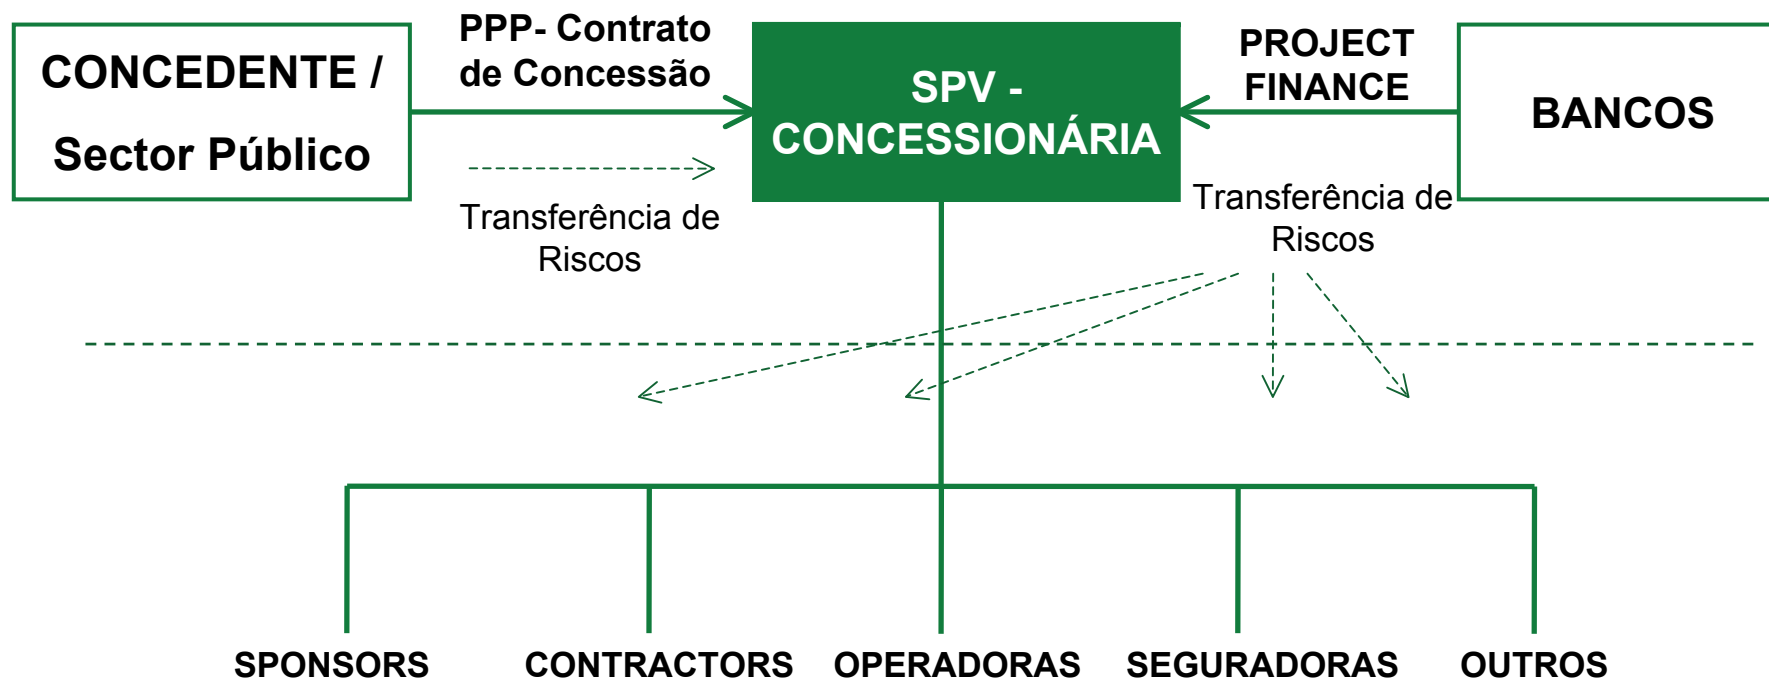 CONCEDENTE /
Sector Público
PPP- Contrato
de Concessão
Transferência de
Riscos
SPV -
CONCESSIONÁRIA
PROJECT
FINANCE
BANCOS
Transferência de
Riscos
SPONSORS
CONTRACTORS
OPERADORAS
SEGURADORAS
OUTROS